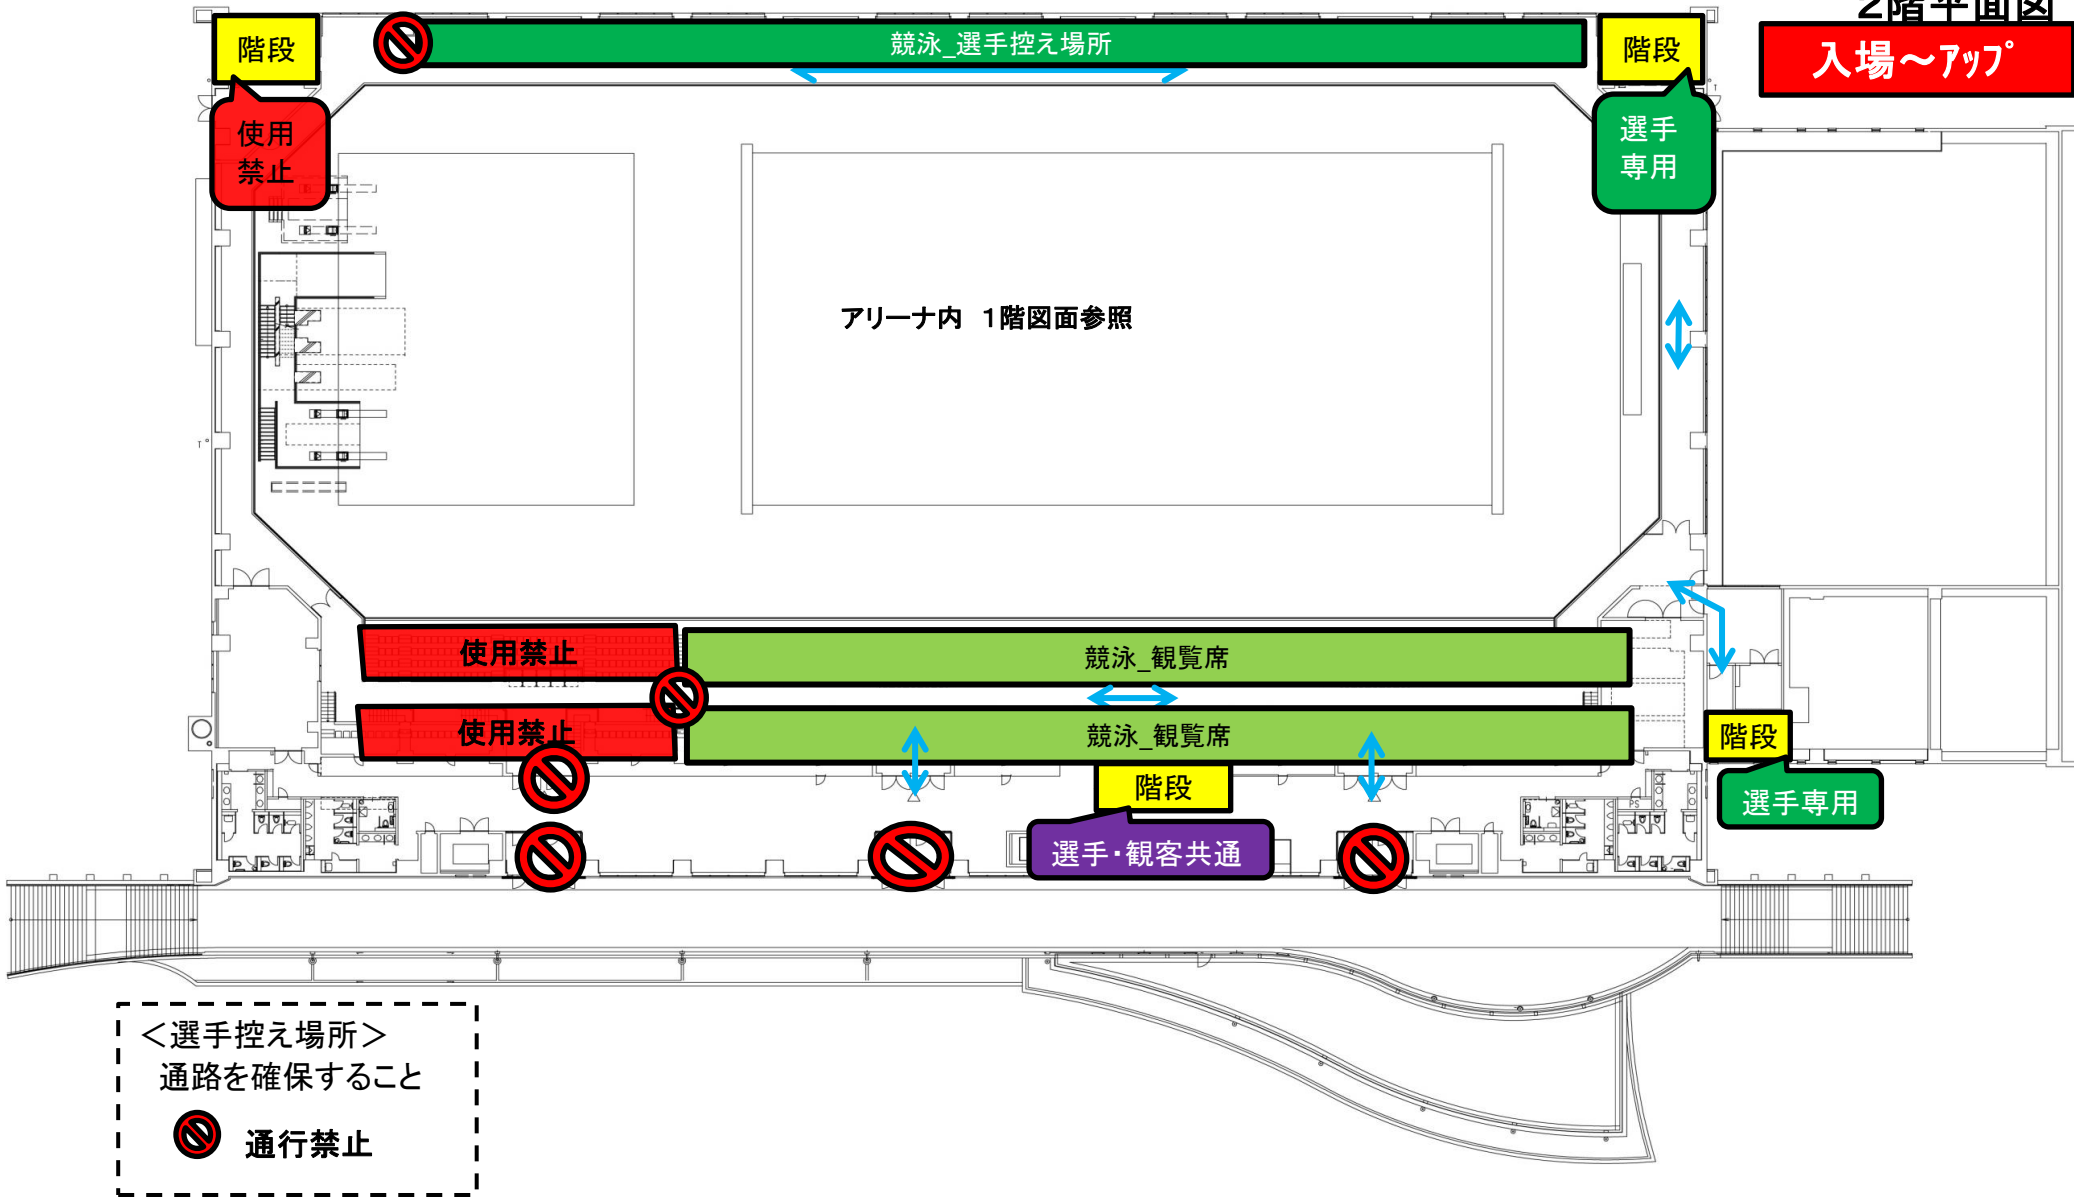 2階平面図
入場～アップ
階段
競泳_選手控え場所
階段
使用
禁止
選手
専用
アリーナ内　1階図面参照
使用禁止
競泳_観覧席
使用禁止
競泳_観覧席
階段
階段
選手専用
選手・観客共通
PS
＜選手控え場所＞
通路を確保すること
通行禁止